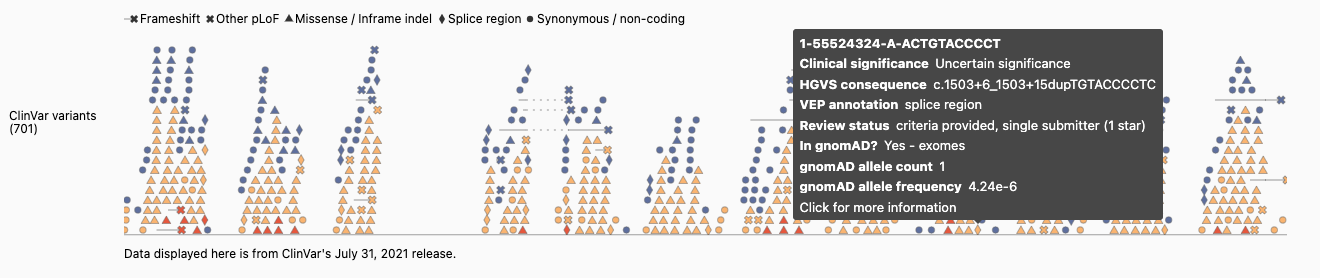 Frameshift Other pLoF Missense / Inframe indel Splice region Synonymous / non-coding
ClinVar variants
(701)
1-55524324-A-ACTGTACCCCT
Clinical significance Uncertain significance
HGVS consequence c.1503+6_1503+15dupTGTACCCCTC
VEP annotation splice region
Review status criteria provided, single submitter (1 star)
In gnomAD? Yes - exomes
gnomAD allele count 1
gnomAD allele frequency 4.24e-6
Click for more information
Data displayed here is from ClinVar's July 31, 2021 release.